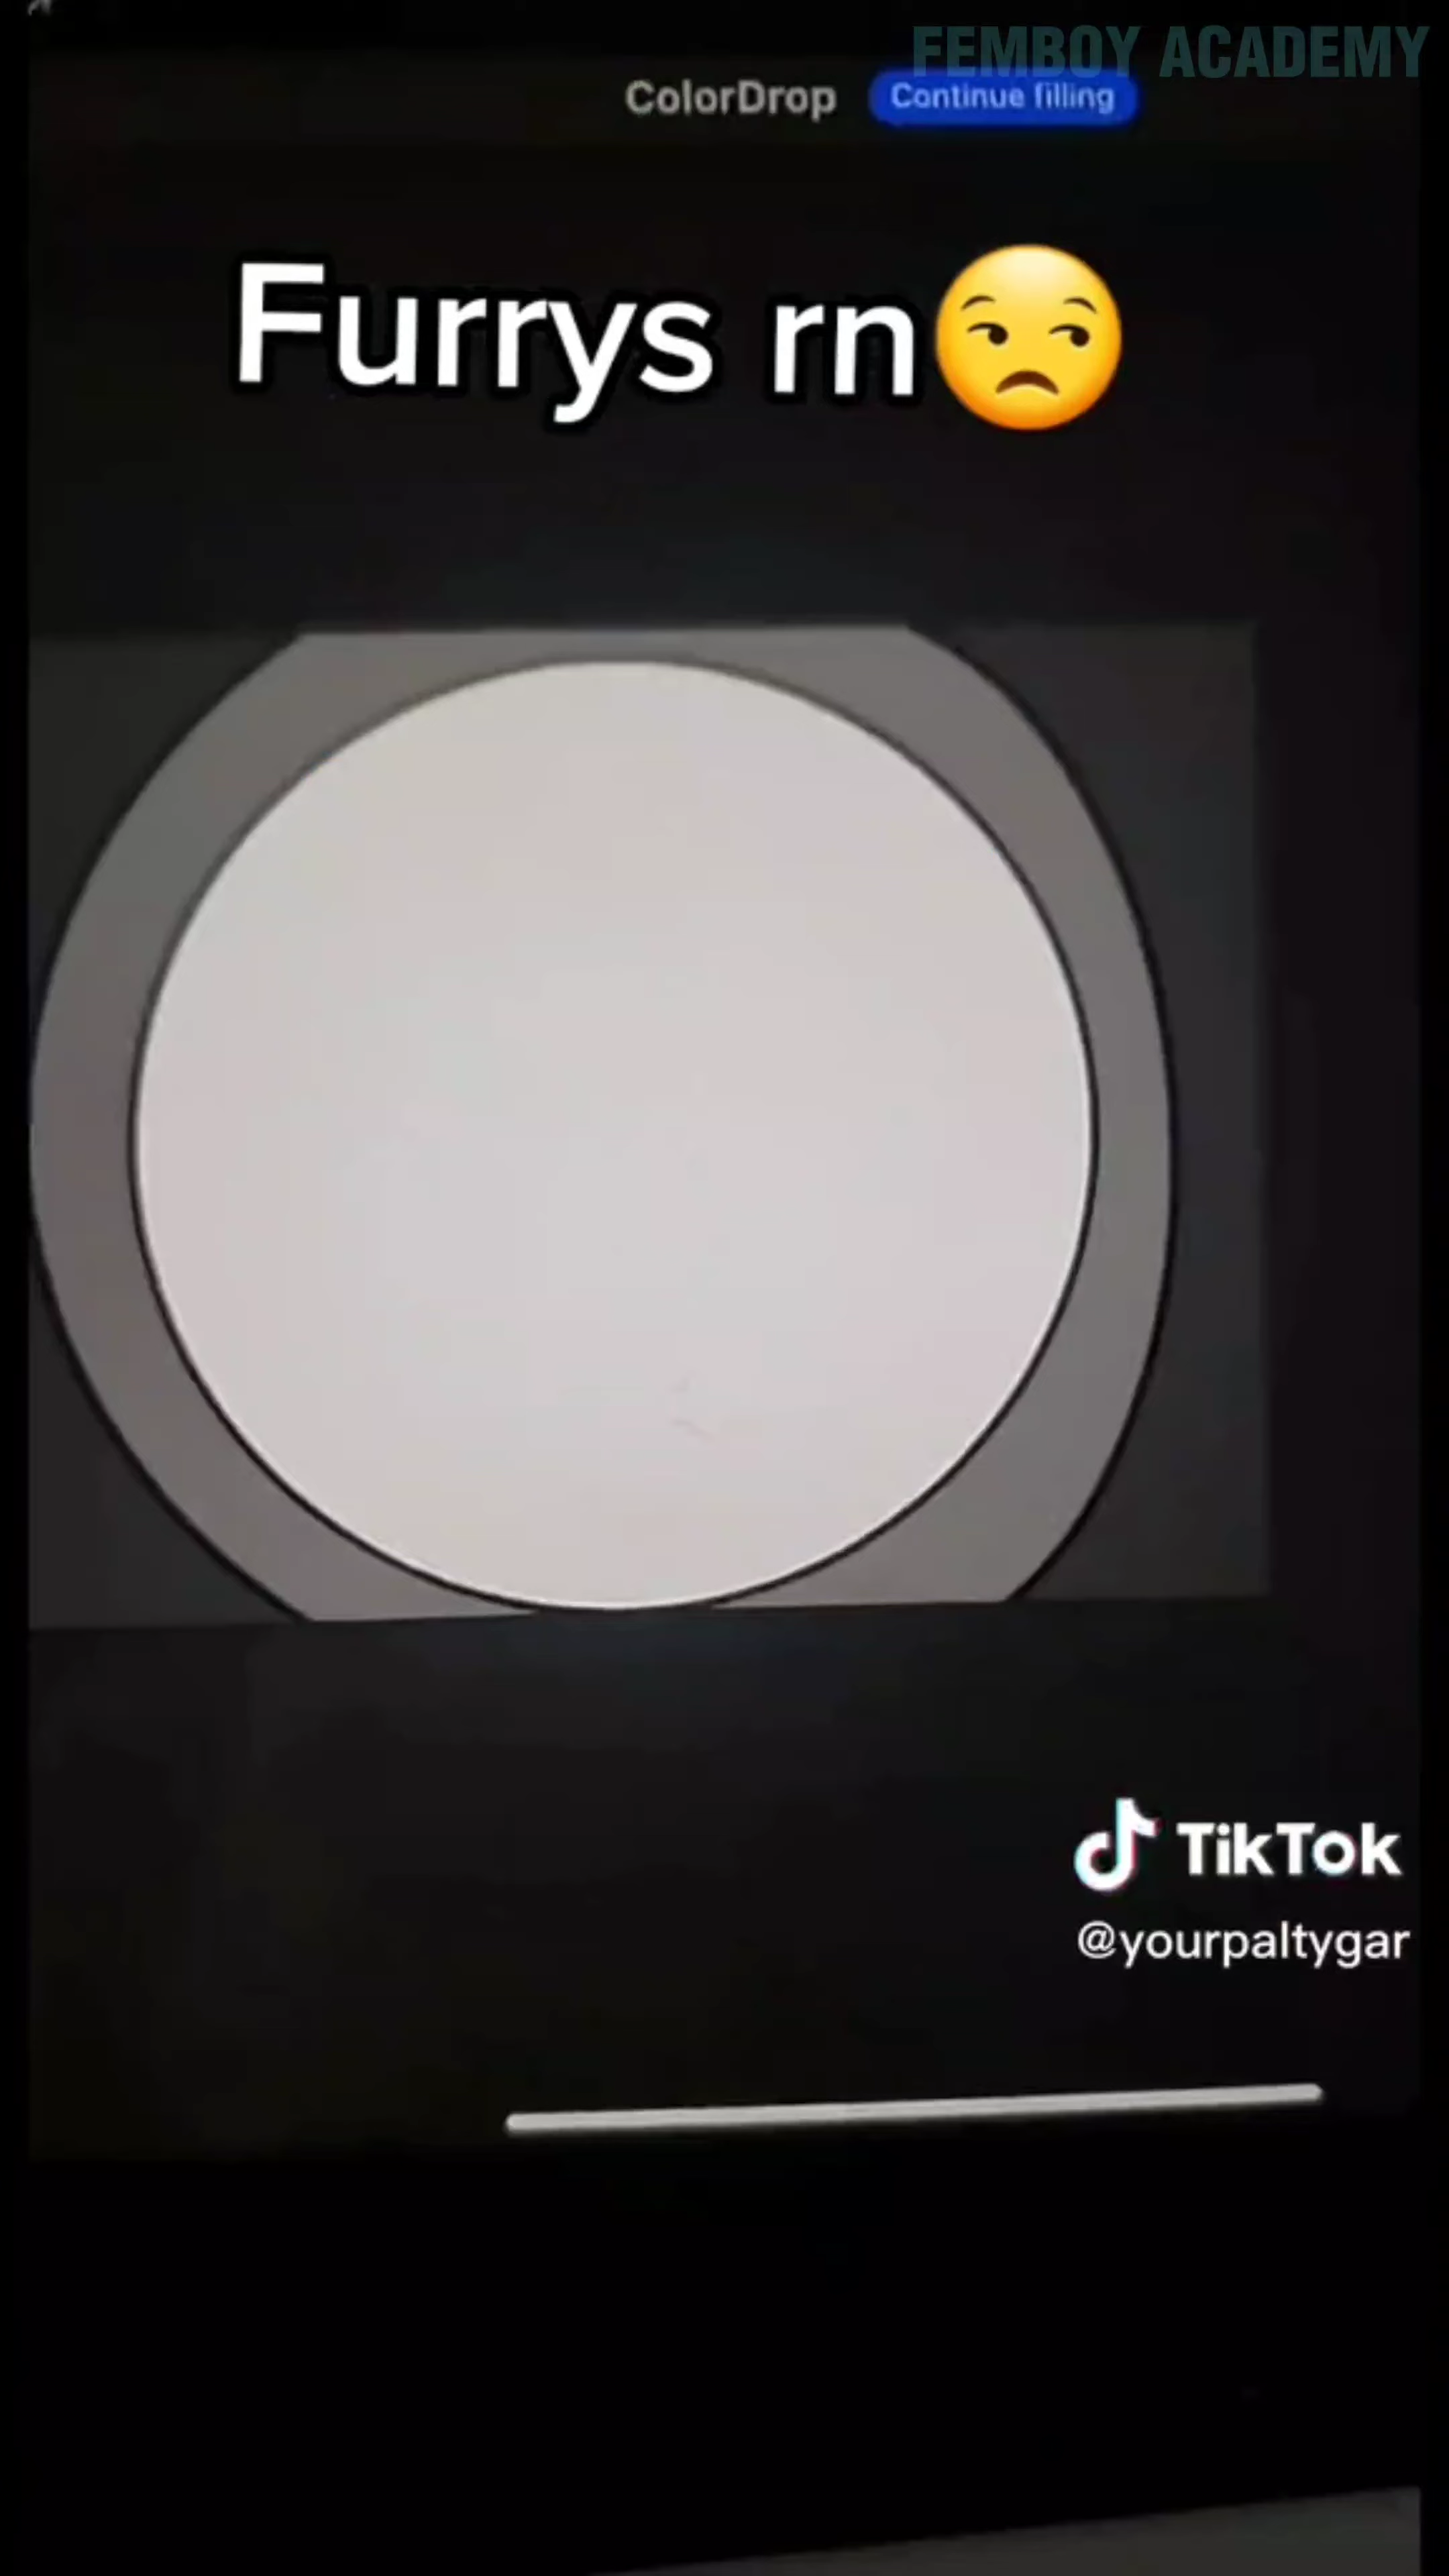 FEMBOY ACADEMY
ColorDrop
Continue filling
Furrys rn😒
TikTok
@yourpaltygar